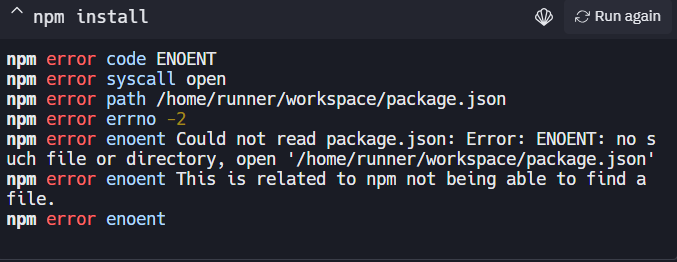 npm install
Run again
npm error code ENOENT
npm error syscall open
npm error path /home/runner/workspace/package.json
npm error errno -2
npm error enoent Could not read package.json: Error: ENOENT: no s
uch file or directory, open '/home/runner/workspace/package.json'
npm error enoent This is related to npm not being able to find a
file.
npm error enoent